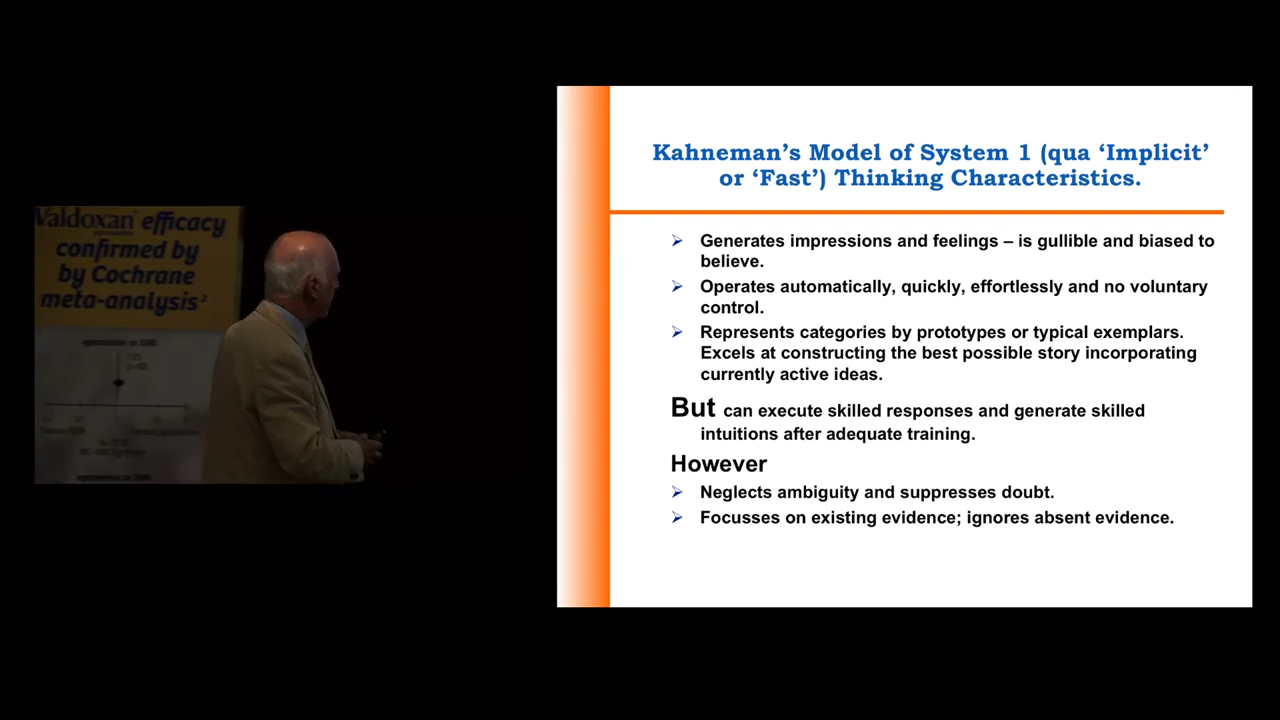 Valdoxan® efficacy
confirmed by
by Cochrane
meta-analysis²
Kahneman's Model of System 1 (qua 'Implicit'
or 'Fast') Thinking Characteristics.
➢ Generates impressions and feelings – is gullible and biased to
believe.
➢ Operates automatically, quickly, effortlessly and no voluntary
control.
➢ Represents categories by prototypes or typical exemplars.
Excels at constructing the best possible story incorporating
currently active ideas.
But can execute skilled responses and generate skilled
intuitions after adequate training.
However
➢ Neglects ambiguity and suppresses doubt.
➢ Focusses on existing evidence; ignores absent evidence.